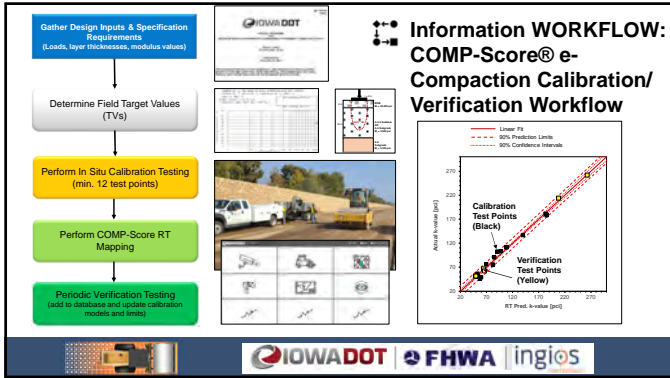 Gather Design Inputs & Specification
Requirements
(Loads, layer thicknesses, modulus values)
Determine Field Target Values
(TVs)
Perform In Situ Calibration Testing
(min. 12 test points)
Perform COMP-Score RT
Mapping
Periodic Verification Testing
(add to database and update calibration
models and limits)
IOWADOT
Information WORKFLOW:
COMP-Score® e-
Compaction Calibration/
Verification Workflow
Linear Fit
90% Prediction Limits
90% Confidence Intervals
Actual k-value [pci]
270
220
170
120
70
20
Calibration
Test Points
(Black)
Verification
Test Points
(Yellow)
20 70 120 170 220 270
RT Pred. k-value [pci]
IOWADOT
FHWA
ingios